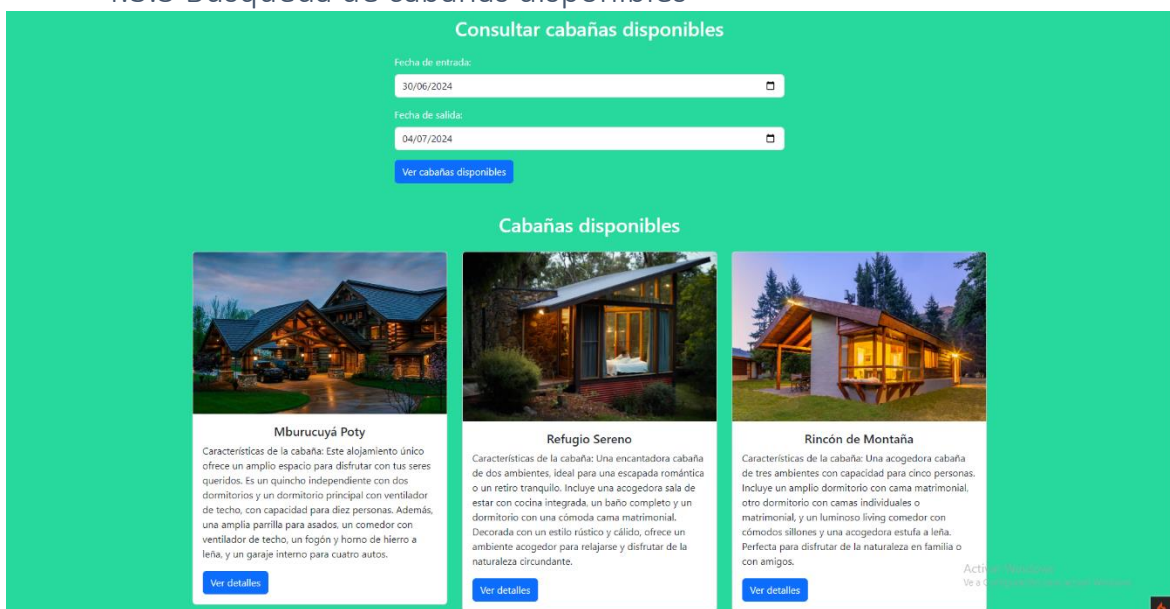 Consultar cabañas disponibles
Fecha de entrada:
30/06/2024
Fecha de salida:
04/07/2024
Ver cabañas disponibles
Cabañas disponibles
Mburucuyá Poty
Características de la cabaña: Este alojamiento único
ofrece un amplio espacio para disfrutar con tus seres
queridos. Es un quincho independiente con dos
dormitorios y un dormitorio principal con ventilador
de techo, con capacidad para diez personas. Además,
una amplia parrilla para asados, un comedor con
ventilador de techo, un fogón y horno de hierro a
leña, y un garaje interno para cuatro autos.
Ver detalles
Refugio Sereno
Características de la cabaña: Una encantadora cabaña
de dos ambientes, ideal para una escapada romántica
o un retiro tranquilo. Incluye una acogedora sala de
estar con cocina integrada, un baño completo y un
dormitorio con una cómoda cama matrimonial.
Decorada con un estilo rústico y cálido, ofrece un
ambiente acogedor para relajarse y disfrutar de la
naturaleza circundante.
Ver detalles
Rincón de Montaña
Características de la cabaña: Una acogedora cabaña
de tres ambientes con capacidad para cinco personas.
Incluye un amplio dormitorio con cama matrimonial,
otro dormitorio con camas individuales o
matrimonial, y un luminoso living comedor con
cómodos sillones y una acogedora estufa a leña.
Perfecta para disfrutar de la naturaleza en familia o
con amigos.
Ver detalles